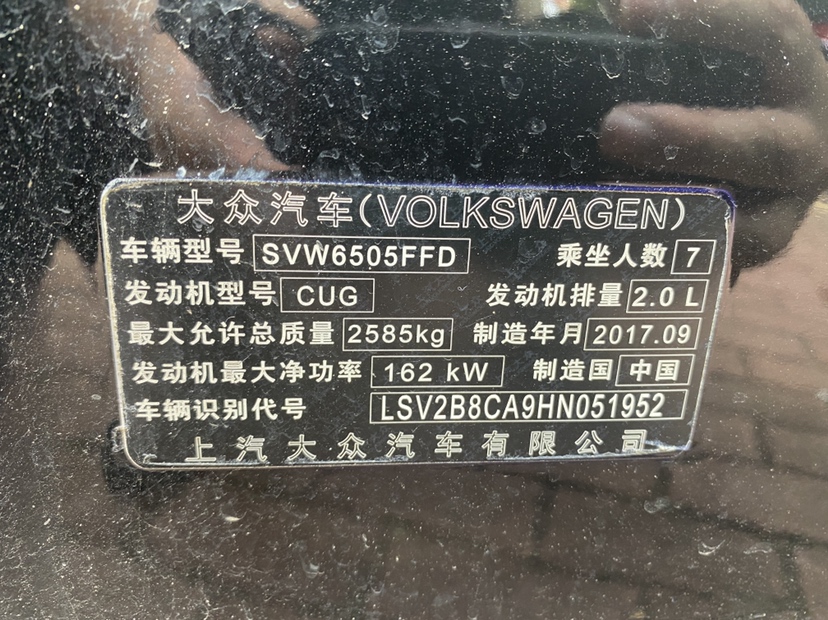 大众汽车(VOLKSWAGEN)
车辆型号 SVW6505FFD 乘坐人数 7
发动机型号 CUG 发动机排量 2.0 L
最大允许总质量 2585kg 制造年月 2017.09
发动机最大净功率 162 kW 制造国 中国
车辆识别代号 LSV2B8CA9HN051952
上汽大众汽车有限公司